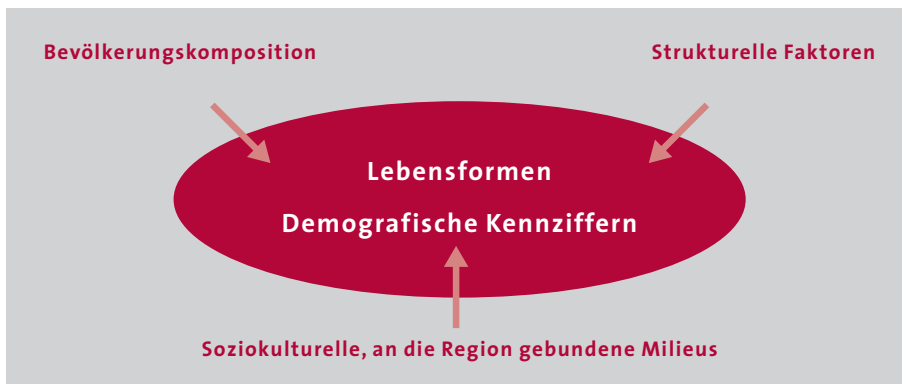 Bevölkerungskomposition
Strukturelle Faktoren
Lebensformen
Demografische Kennziffern
Soziokulturelle, an die Region gebundene Milieus